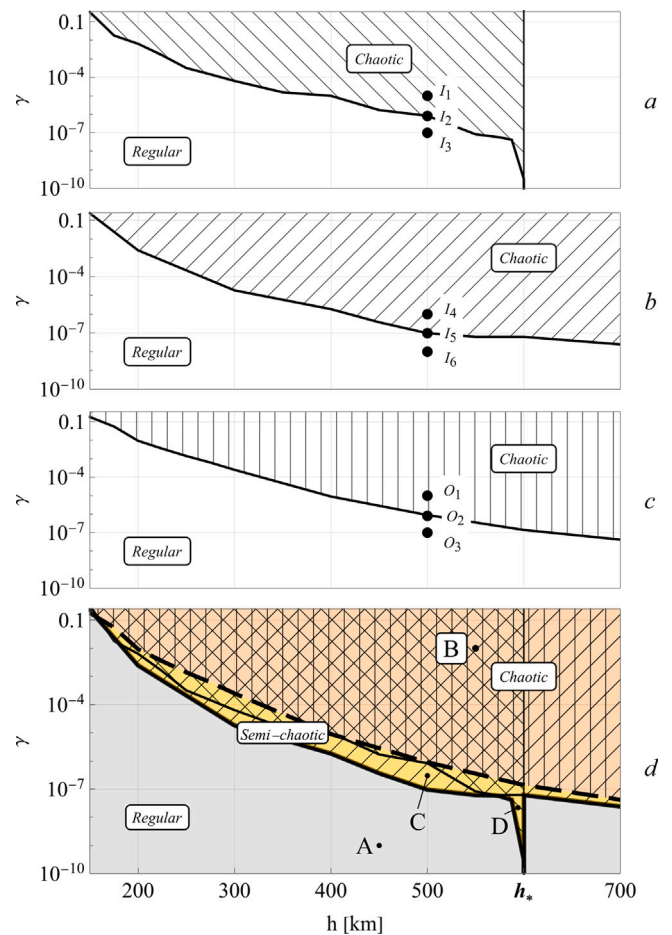 0.1
Chaotic
10⁻⁴
I₁
γ
a
I₂
10⁻⁷
I₃
Regular
10⁻¹⁰
0.1
Chaotic
10⁻⁴
I₄
γ
b
10⁻⁷
I₅
Regular
I₆
10⁻¹⁰
0.1
Chaotic
10⁻⁴
O₁
γ
c
O₂
10⁻⁷
O₃
Regular
10⁻¹⁰
0.1
B
Chaotic
10⁻⁴
Semi-chaotic
γ
d
10⁻⁷
C
D
Regular
A
10⁻¹⁰
200 300 400 500 h* 700
h [km]